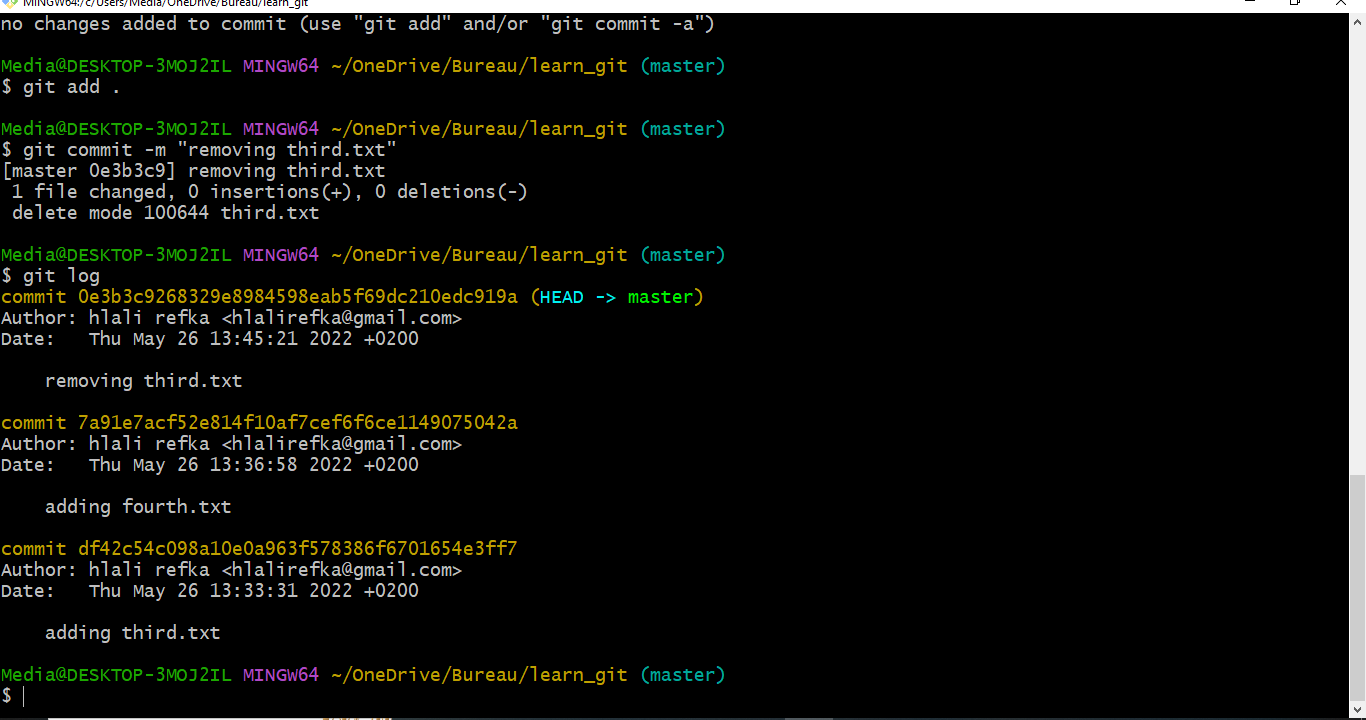 MINGW64:/c/Users/Media/OneDrive/Bureau/learn_git
no changes added to commit (use "git add" and/or "git commit -a")
Media@DESKTOP-3MOJ2IL MINGW64 ~/OneDrive/Bureau/learn_git (master)
$ git add .
Media@DESKTOP-3MOJ2IL MINGW64 ~/OneDrive/Bureau/learn_git (master)
$ git commit -m "removing third.txt"
[master 0e3b3c9] removing third.txt
 1 file changed, 0 insertions(+), 0 deletions(-)
 delete mode 100644 third.txt
Media@DESKTOP-3MOJ2IL MINGW64 ~/OneDrive/Bureau/learn_git (master)
$ git log
commit 0e3b3c9268329e8984598eab5f69dc210edc919a (HEAD -> master)
Author: hlali refka <hlalirefka@gmail.com>
Date:   Thu May 26 13:45:21 2022 +0200
    removing third.txt
commit 7a91e7acf52e814f10af7cef6f6ce1149075042a
Author: hlali refka <hlalirefka@gmail.com>
Date:   Thu May 26 13:36:58 2022 +0200
    adding fourth.txt
commit df42c54c098a10e0a963f578386f6701654e3ff7
Author: hlali refka <hlalirefka@gmail.com>
Date:   Thu May 26 13:33:31 2022 +0200
    adding third.txt
Media@DESKTOP-3MOJ2IL MINGW64 ~/OneDrive/Bureau/learn_git (master)
$